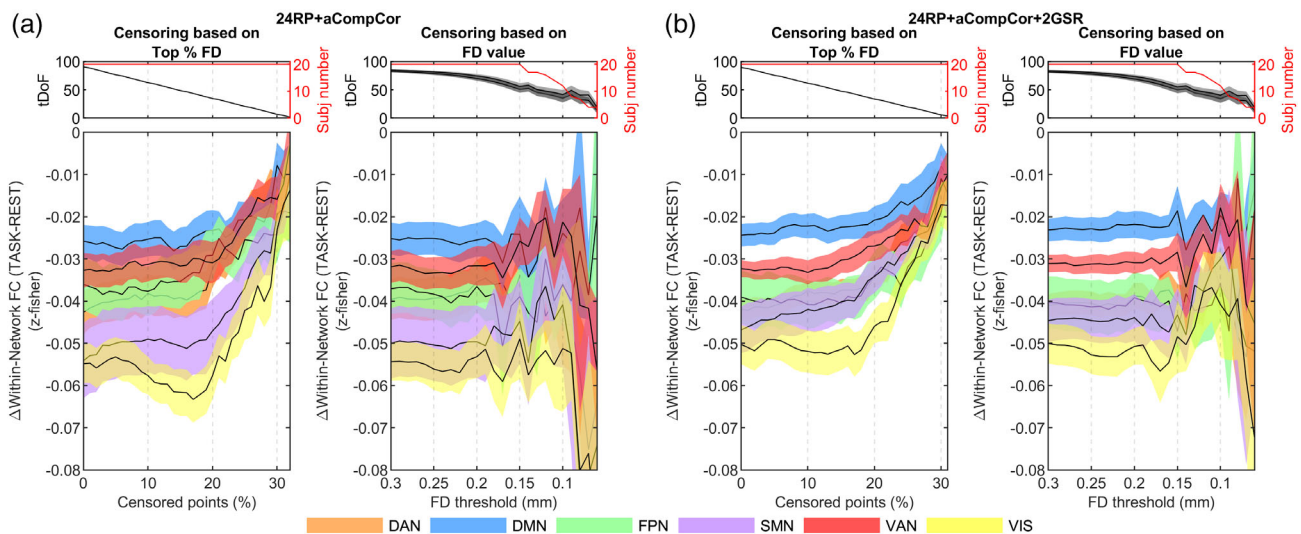 (a)
24RP+aCompCor
Censoring based on
Top % FD
Censoring based on
FD value
100
50
0
tDoF
20
10
0
Subj number
100
50
0
tDoF
20
10
0
Subj number
0
-0.01
-0.02
-0.03
-0.04
-0.05
-0.06
-0.07
-0.08
△Within-Network FC (TASK-REST)
(z-fisher)
0
10
20
30
Censored points (%)
0
-0.01
-0.02
-0.03
-0.04
-0.05
-0.06
-0.07
-0.08
△Within-Network FC (TASK-REST)
(z-fisher)
0.3
0.25
0.2
0.15
0.1
FD threshold (mm)
(b)
24RP+aCompCor+2GSR
Censoring based on
Top % FD
Censoring based on
FD value
100
50
0
tDoF
20
10
0
Subj number
100
50
0
tDoF
20
10
0
Subj number
0
-0.01
-0.02
-0.03
-0.04
-0.05
-0.06
-0.07
-0.08
△Within-Network FC (TASK-REST)
(z-fisher)
0
10
20
30
Censored points (%)
0
-0.01
-0.02
-0.03
-0.04
-0.05
-0.06
-0.07
-0.08
△Within-Network FC (TASK-REST)
(z-fisher)
0.3
0.25
0.2
0.15
0.1
FD threshold (mm)
DAN DMN FPN SMN VAN VIS